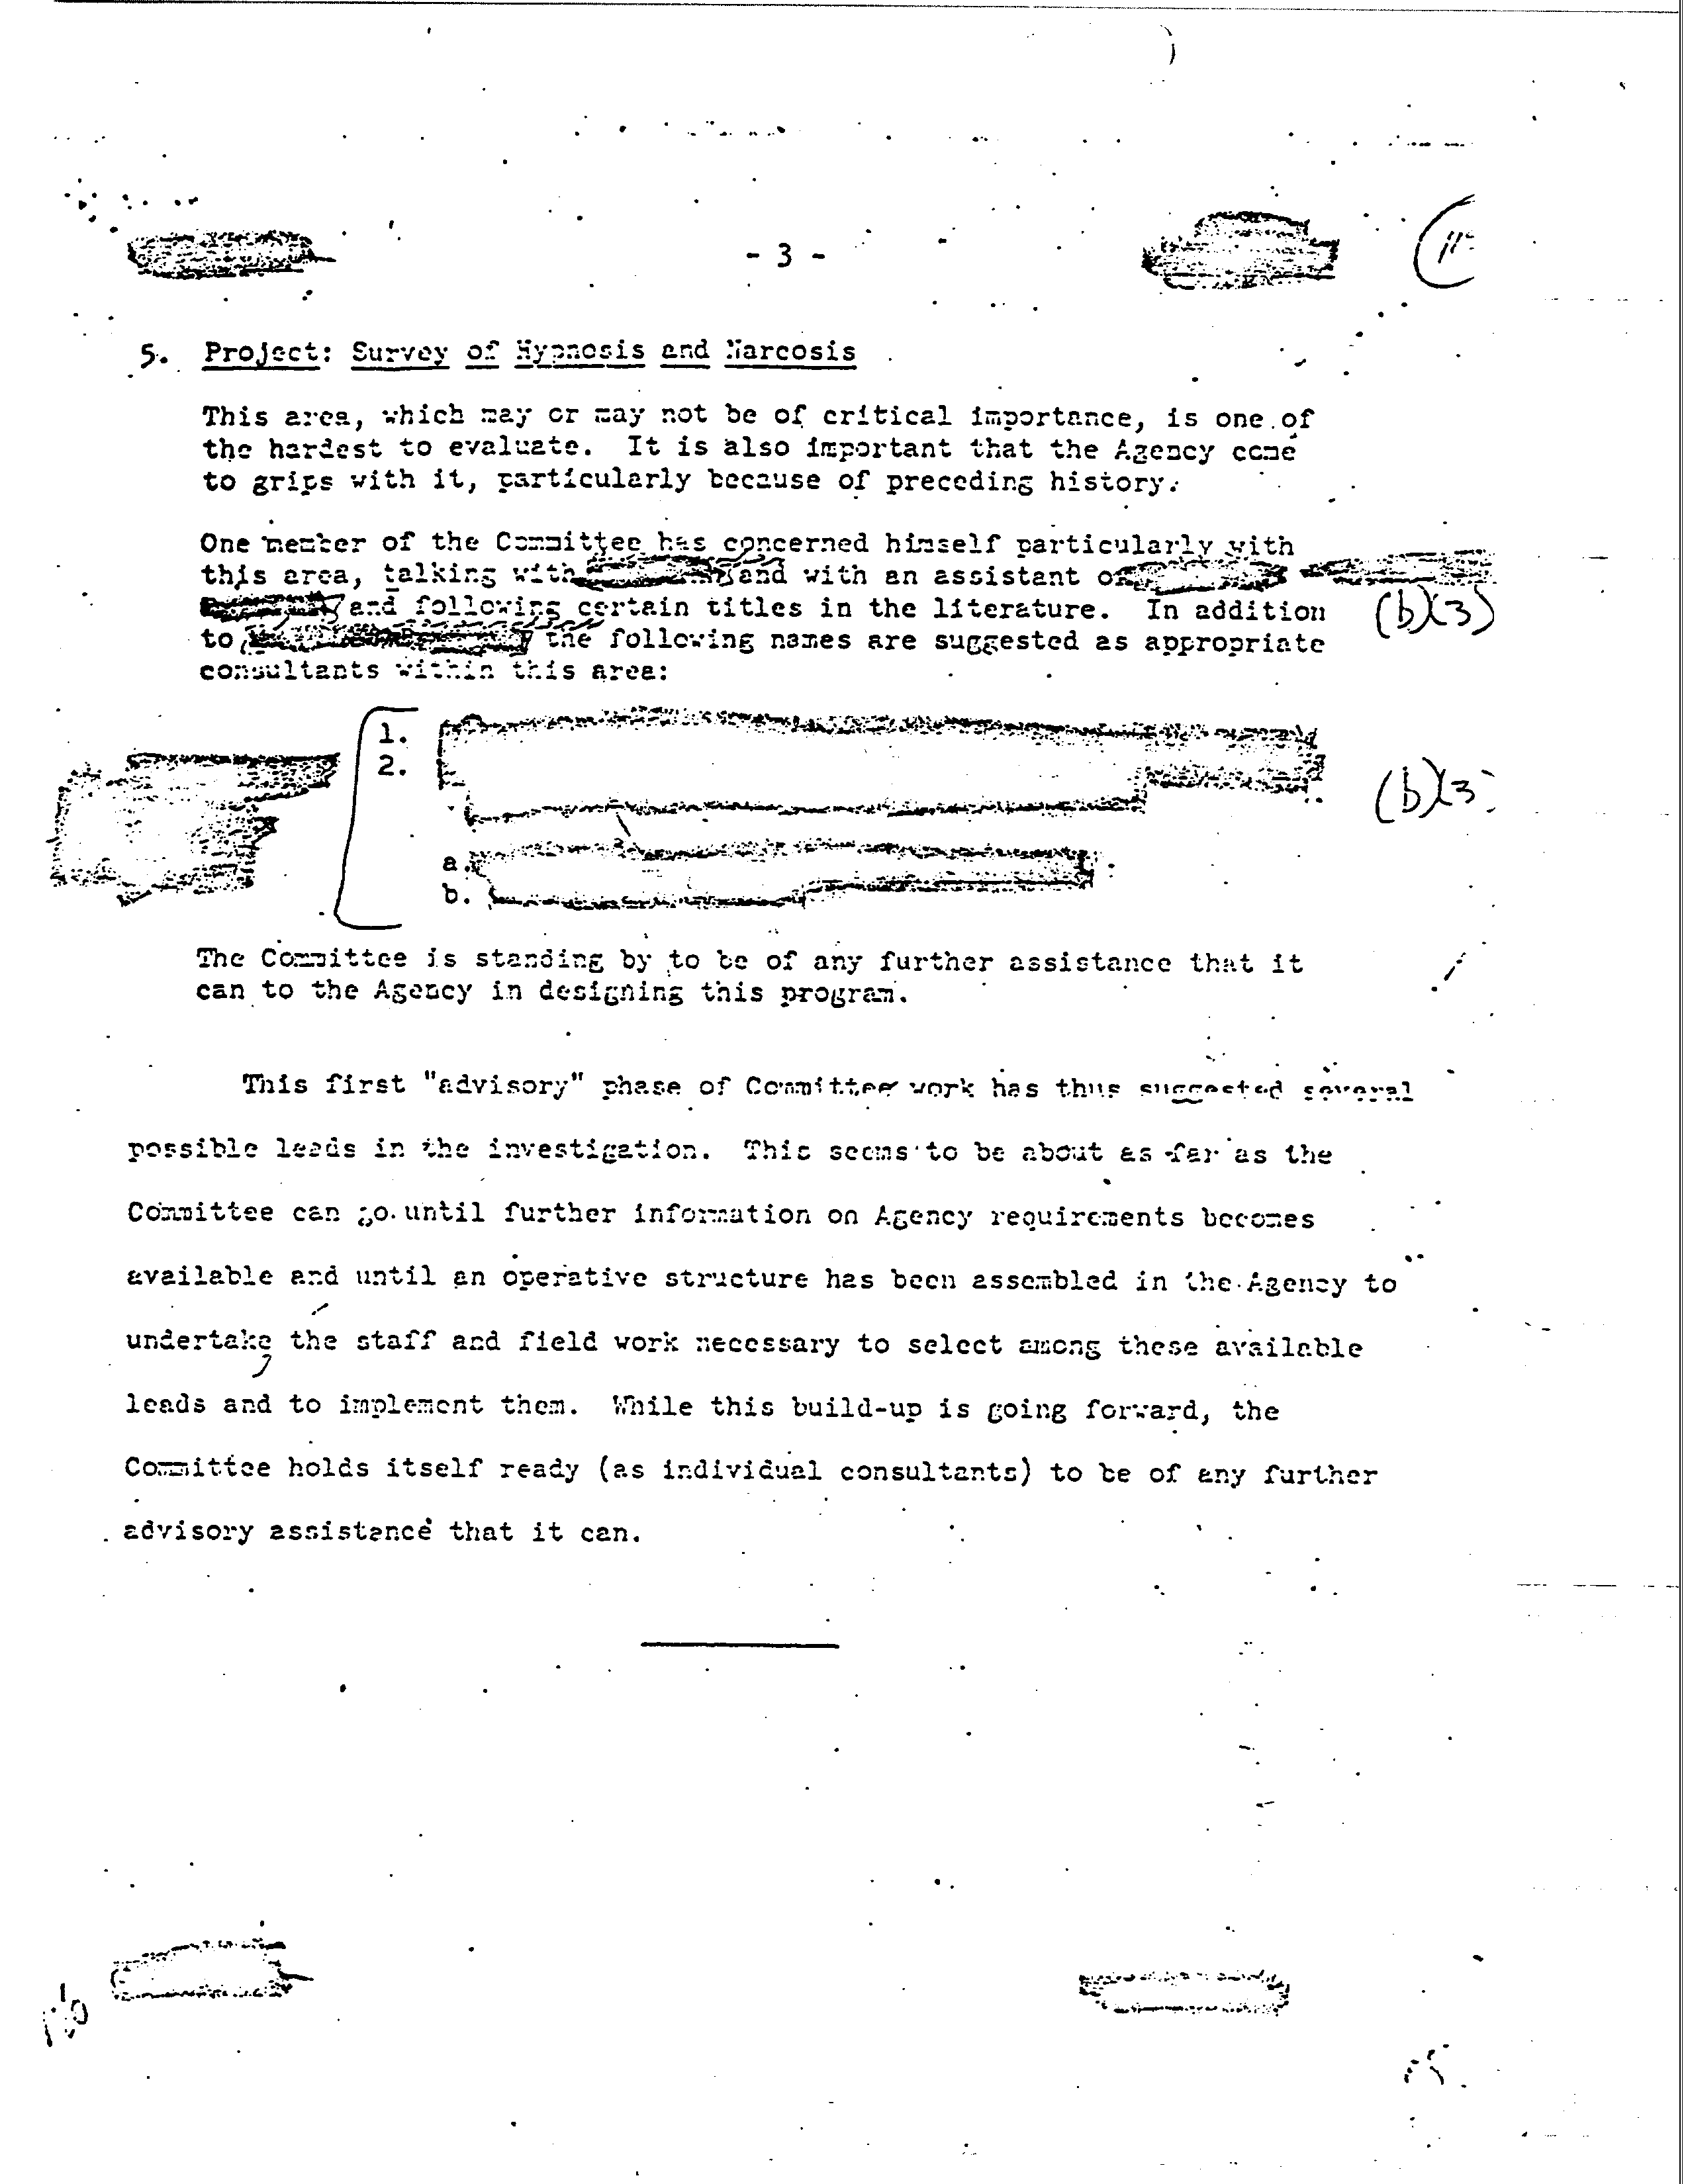 - 3 -
5. Project: Survey of Hypnosis and Narcosis
This area, which may or may not be of critical importance, is one of
the hardest to evaluate. It is also important that the Agency come
to grips with it, particularly because of preceding history.
One member of the Committee has concerned himself particularly with
this area, talking with and with an assistant of
and following certain titles in the literature. In addition
(b)(3)
to the following names are suggested as appropriate
consultants within this area:
1.
2.
(b)(3)
a.
b.
The Committee is standing by to be of any further assistance that it
can to the Agency in designing this program.
This first "advisory" phase of Committee work has thus suggested several
possible leads in the investigation. This seems to be about as far as the
Committee can go until further information on Agency requirements becomes
available and until an operative structure has been assembled in the Agency to
undertake the staff and field work necessary to select among these available
leads and to implement them. While this build-up is going forward, the
Committee holds itself ready (as individual consultants) to be of any further
advisory assistance that it can.